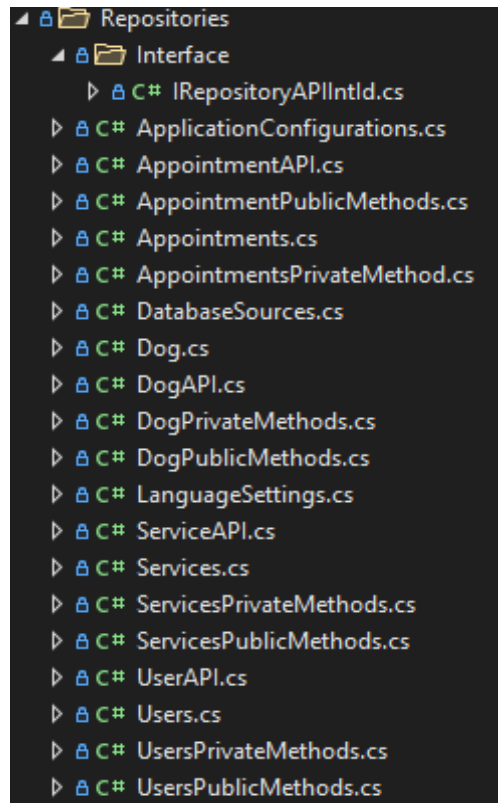 Repositories
Interface
C# IRepositoryAPIIntId.cs
C# ApplicationConfigurations.cs
C# AppointmentAPI.cs
C# AppointmentPublicMethods.cs
C# Appointments.cs
C# AppointmentsPrivateMethod.cs
C# DatabaseSources.cs
C# Dog.cs
C# DogAPI.cs
C# DogPrivateMethods.cs
C# DogPublicMethods.cs
C# LanguageSettings.cs
C# ServiceAPI.cs
C# Services.cs
C# ServicesPrivateMethods.cs
C# ServicesPublicMethods.cs
C# UserAPI.cs
C# Users.cs
C# UsersPrivateMethods.cs
C# UsersPublicMethods.cs